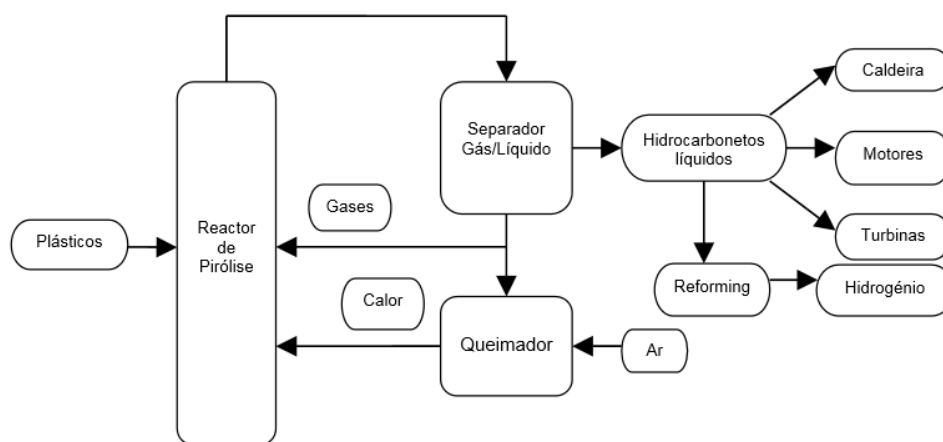 Caldeira
Separador
Gás/Líquido
Hidrocarbonetos
líquidos
Motores
Gases
Plásticos
Reactor
de
Pirólise
Turbinas
Calor
Reforming
Hidrogénio
Queimador
Ar